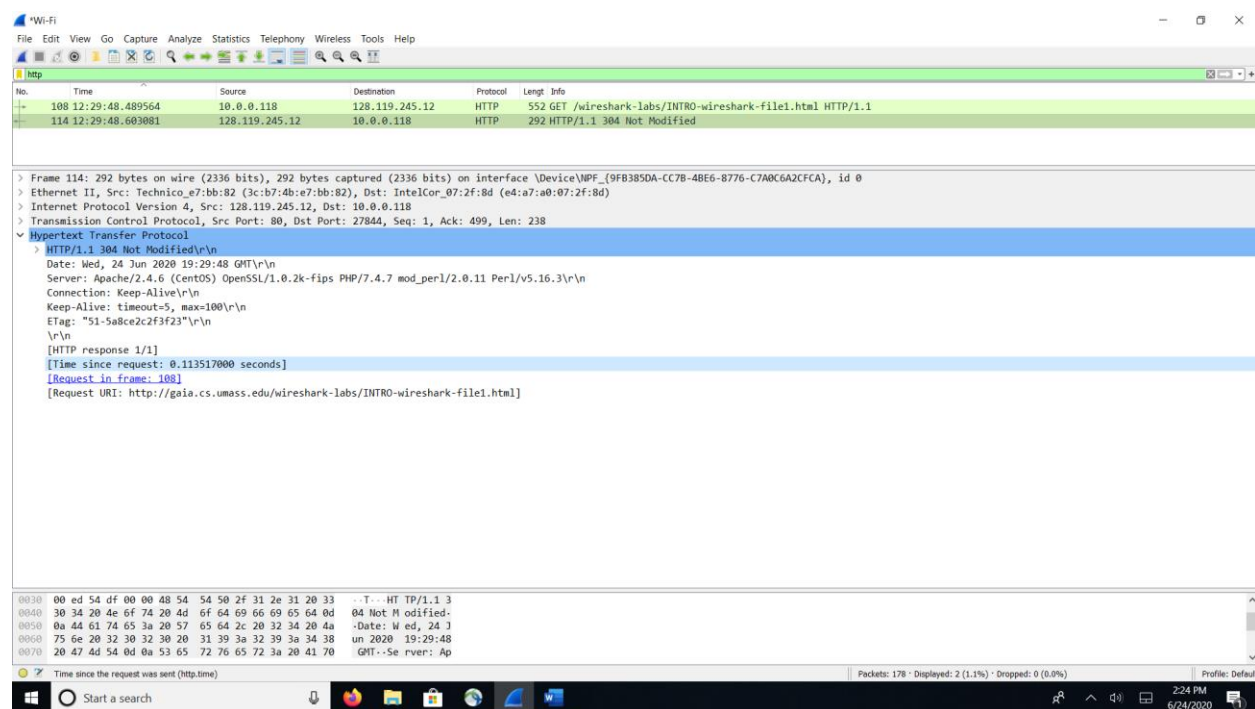 *Wi-Fi
File Edit View Go Capture Analyze Statistics Telephony Wireless Tools Help
http
No. Time Source Destination Protocol Lengt Info
108 12:29:48.489564 10.0.0.118 128.119.245.12 HTTP 552 GET /wireshark-labs/INTRO-wireshark-file1.html HTTP/1.1
114 12:29:48.603081 128.119.245.12 10.0.0.118 HTTP 292 HTTP/1.1 304 Not Modified
> Frame 114: 292 bytes on wire (2336 bits), 292 bytes captured (2336 bits) on interface \Device\NPF_{9FB385DA-CC7B-4BE6-8776-C7A0C6A2CFCA}, id 0
> Ethernet II, Src: Technico_e7:bb:82 (3c:b7:4b:e7:bb:82), Dst: IntelCor_07:2f:8d (e4:a7:a0:07:2f:8d)
> Internet Protocol Version 4, Src: 128.119.245.12, Dst: 10.0.0.118
> Transmission Control Protocol, Src Port: 80, Dst Port: 27844, Seq: 1, Ack: 499, Len: 238
Hypertext Transfer Protocol
> HTTP/1.1 304 Not Modified\r\n
Date: Wed, 24 Jun 2020 19:29:48 GMT\r\n
Server: Apache/2.4.6 (CentOS) OpenSSL/1.0.2k-fips PHP/7.4.7 mod_perl/2.0.11 Perl/v5.16.3\r\n
Connection: Keep-Alive\r\n
Keep-Alive: timeout=5, max=100\r\n
ETag: "51-5a8ce2c2f3f23"\r\n
\r\n
[HTTP response 1/1]
[Time since request: 0.113517000 seconds]
[Request in frame: 108]
[Request URI: http://gaia.cs.umass.edu/wireshark-labs/INTRO-wireshark-file1.html]
0030 00 ed 54 df 00 00 48 54 54 50 2f 31 2e 31 20 33 ··T···HT TP/1.1 3
0040 30 34 20 4e 6f 74 20 4d 6f 64 69 66 69 65 64 0d 04 Not M odified·
0050 0a 44 61 74 65 3a 20 57 65 64 2c 20 32 34 20 4a ·Date: W ed, 24 J
0060 75 6e 20 32 30 32 30 20 31 39 3a 32 39 3a 34 38 un 2020 19:29:48
0070 20 47 4d 54 0d 0a 53 65 72 76 65 72 3a 20 41 70 GMT··Se rver: Ap
Time since the request was sent (http.time) Packets: 178 · Displayed: 2 (1.1%) · Dropped: 0 (0.0%) Profile: Defaul
Start a search
2:24 PM
6/24/2020